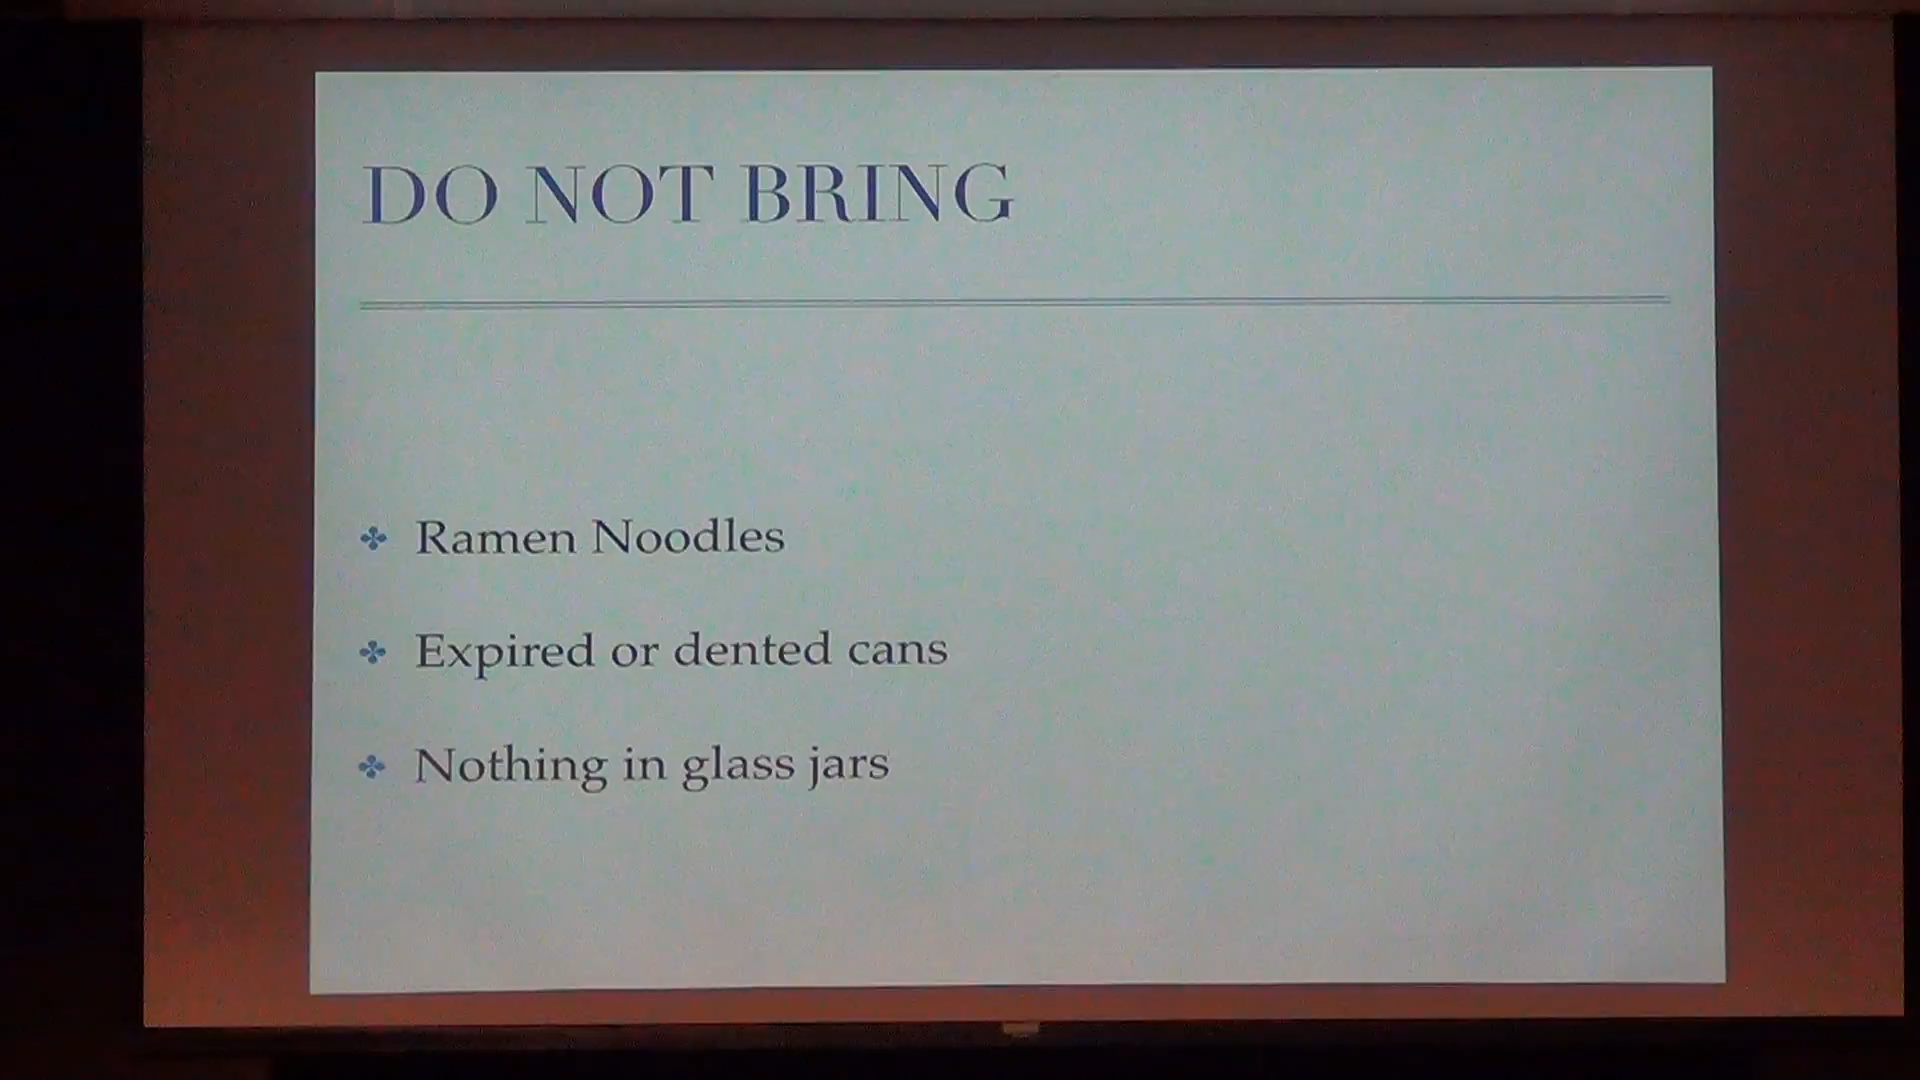 DO NOT BRING
Ramen Noodles
Expired or dented cans
Nothing in glass jars